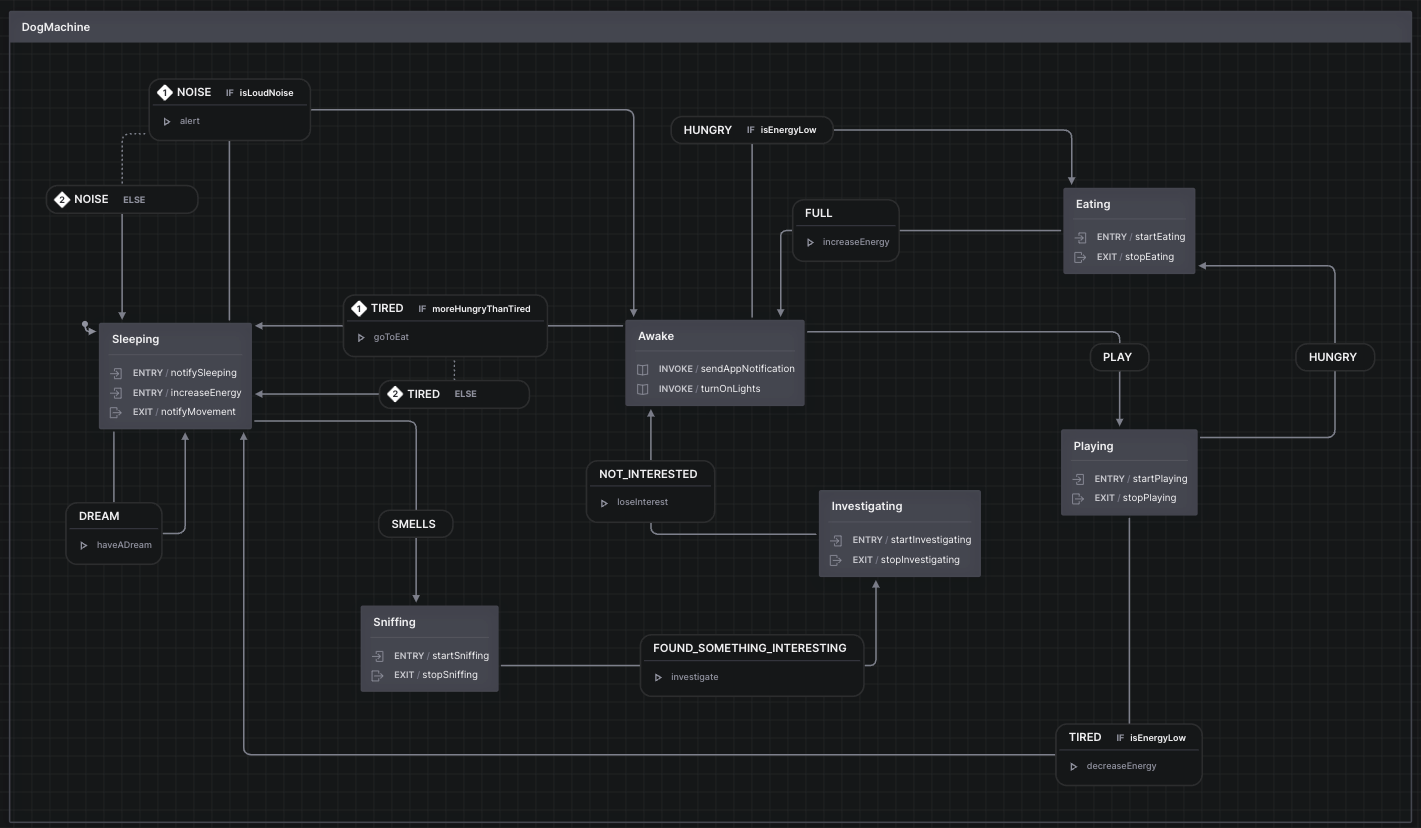 DogMachine
1 NOISE IF isLoudNoise
alert
2 NOISE ELSE
HUNGRY IF isEnergyLow
Eating
ENTRY / startEating
EXIT / stopEating
FULL
increaseEnergy
1 TIRED IF moreHungryThanTired
goToEat
2 TIRED ELSE
Sleeping
ENTRY / notifySleeping
ENTRY / increaseEnergy
EXIT / notifyMovement
Awake
INVOKE / sendAppNotification
INVOKE / turnOnLights
PLAY
HUNGRY
Playing
ENTRY / startPlaying
EXIT / stopPlaying
NOT_INTERESTED
loseInterest
Investigating
ENTRY / startInvestigating
EXIT / stopInvestigating
DREAM
haveADream
SMELLS
Sniffing
ENTRY / startSniffing
EXIT / stopSniffing
FOUND_SOMETHING_INTERESTING
investigate
TIRED IF isEnergyLow
decreaseEnergy